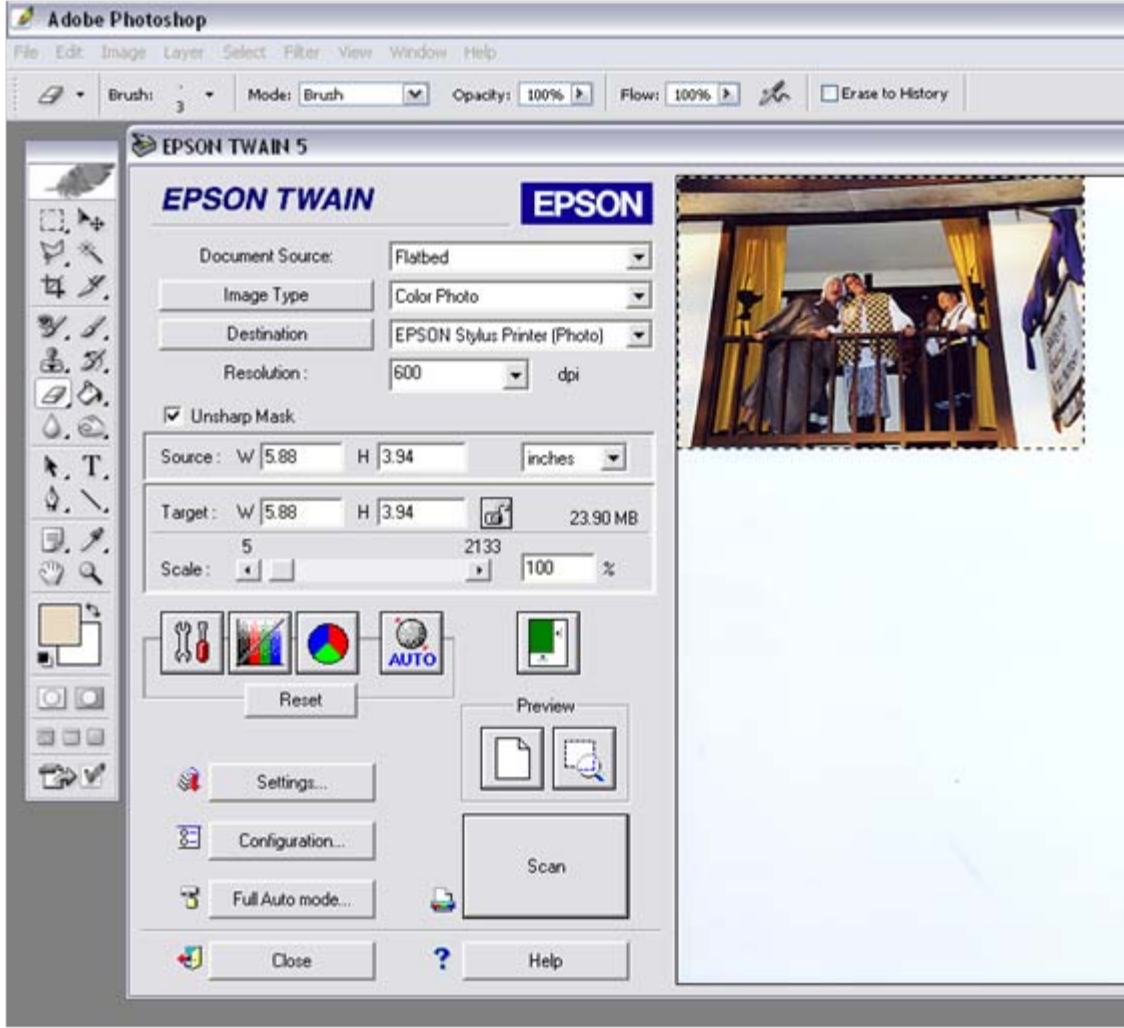 Adobe Photoshop
File Edit Image Layer Select Filter View Window Help
Brush: 3 Mode: Brush Opacity: 100% Flow: 100% Erase to History
EPSON TWAIN 5
EPSON TWAIN EPSON
Document Source: Flatbed
Image Type Color Photo
Destination EPSON Stylus Printer (Photo)
Resolution : 600 dpi
Unsharp Mask
Source : W 5.88 H 3.94 inches
Target : W 5.88 H 3.94 23.90 MB
5 2133
Scale : 100 %
AUTO
Reset
Preview
Settings...
Configuration...
Scan
Full Auto mode...
Close ? Help